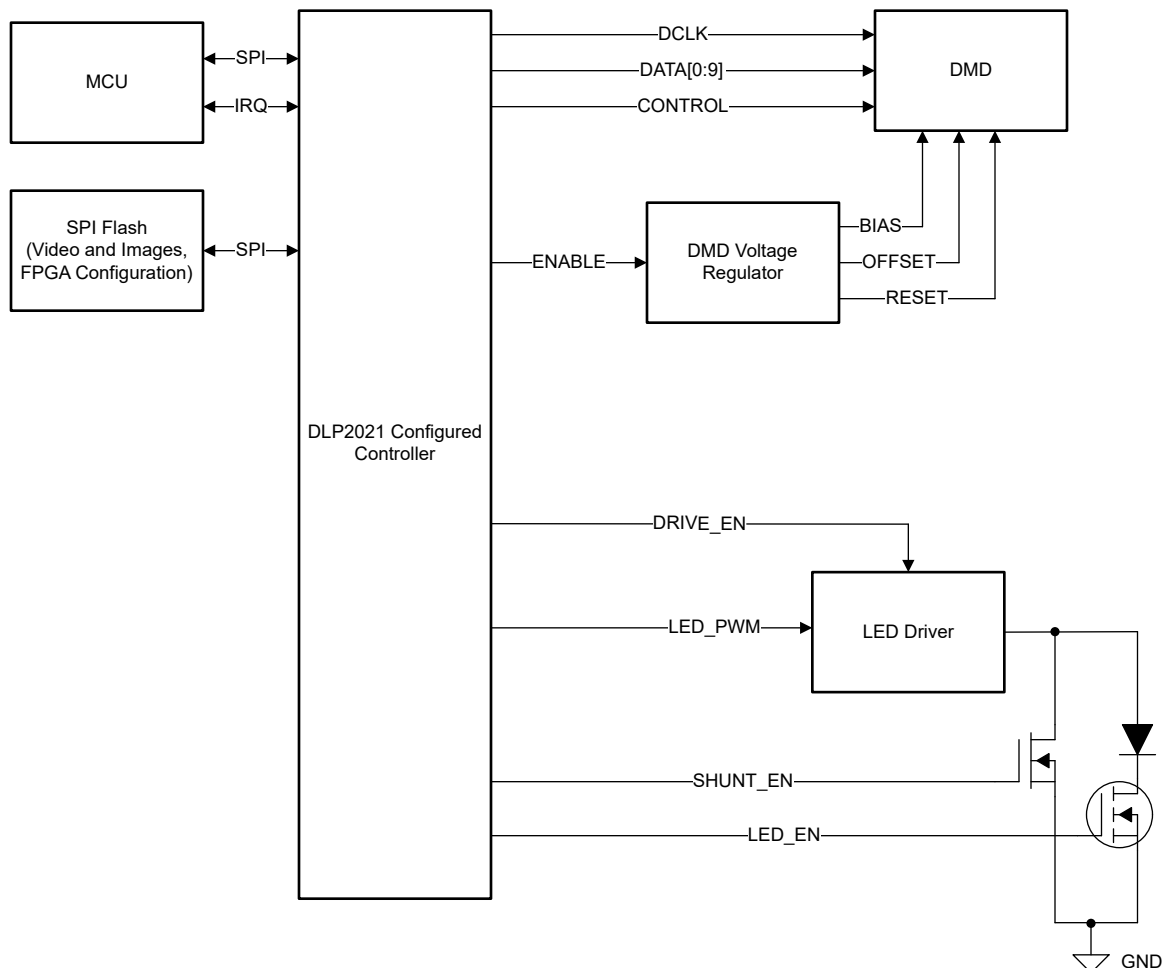 MCU
SPI
IRQ
SPI Flash
(Video and Images,
FPGA Configuration)
SPI
DLP2021 Configured
Controller
DCLK
DATA[0:9]
CONTROL
DMD
ENABLE
DMD Voltage
Regulator
BIAS
OFFSET
RESET
DRIVE_EN
LED_PWM
LED Driver
SHUNT_EN
LED_EN
GND